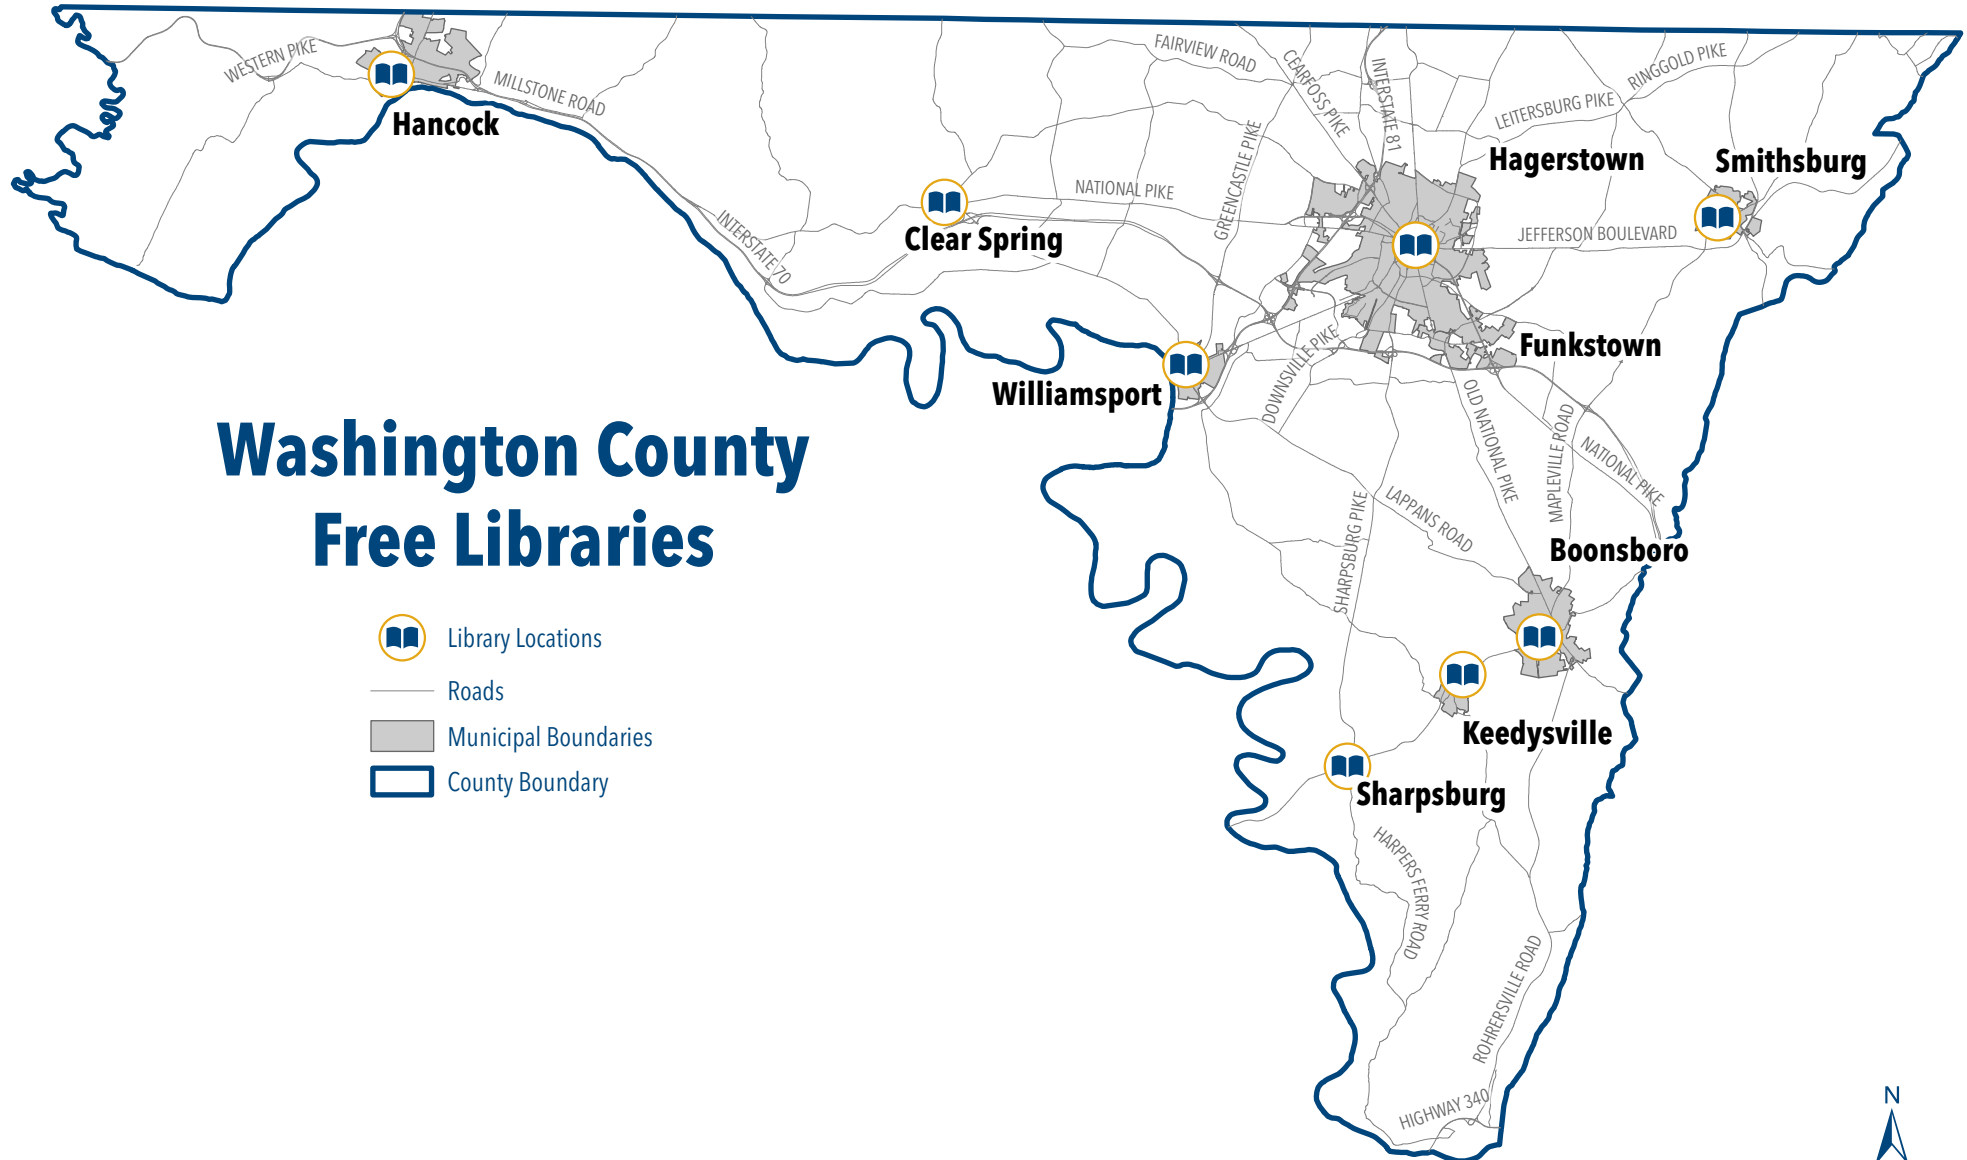 WESTERN PIKE
MILLSTONE ROAD
Hancock
FAIRVIEW ROAD
CEARFOSS PIKE
INTERSTATE 81
RINGGOLD PIKE
LEITERSBURG PIKE
GREENCASTLE PIKE
Hagerstown
Smithsburg
NATIONAL PIKE
INTERSTATE 70
Clear Spring
JEFFERSON BOULEVARD
Funkstown
DOWNSVILLE PIKE
Williamsport
OLD NATIONAL PIKE
MAPLEVILLE ROAD
NATIONAL PIKE
Washington County
Free Libraries
SHARPSBURG PIKE
LAPPANS ROAD
Boonsboro
Library Locations
Roads
Municipal Boundaries
County Boundary
Keedysville
Sharpsburg
HARPERS FERRY ROAD
ROHRERSVILLE ROAD
HIGHWAY 340
N